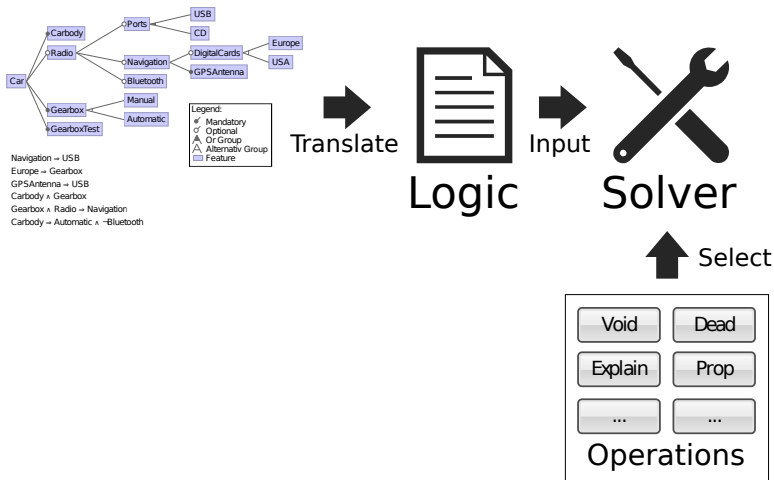 USB
Ports
CD
Carbody
Radio
Europe
DigitalCards
Navigation
USA
GPSAntenna
Car
Bluetooth
Manual
Gearbox
Automatic
GearboxTest
Legend:
Mandatory
Optional
Or Group
Alternativ Group
Feature
Navigation ⇒ USB
Europe ⇒ Gearbox
GPSAntenna ⇒ USB
Carbody ∧ Gearbox
Gearbox ∧ Radio ⇒ Navigation
Carbody ⇒ Automatic ∧ ¬Bluetooth
Translate
Logic
Input
Solver
Select
Void
Dead
Explain
Prop
...
...
Operations